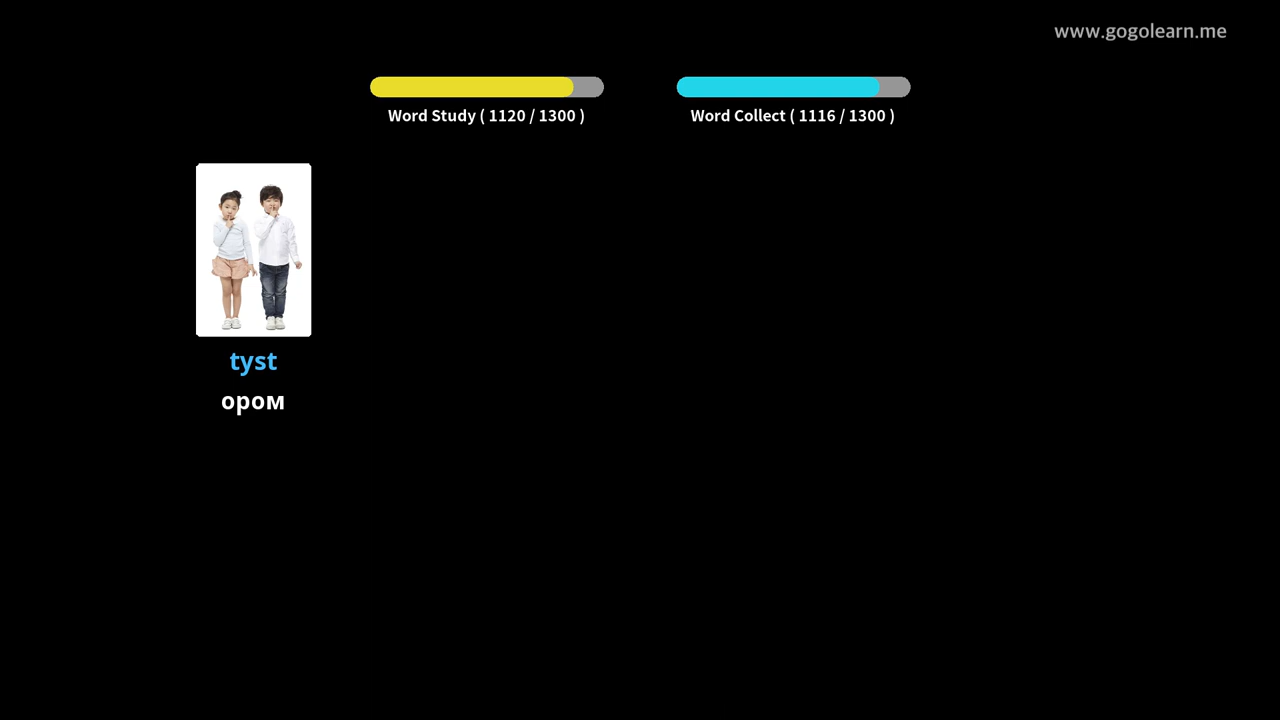 www.gogolearn.me
Word Study ( 1120 / 1300 )
Word Collect ( 1116 / 1300 )
tyst
ором